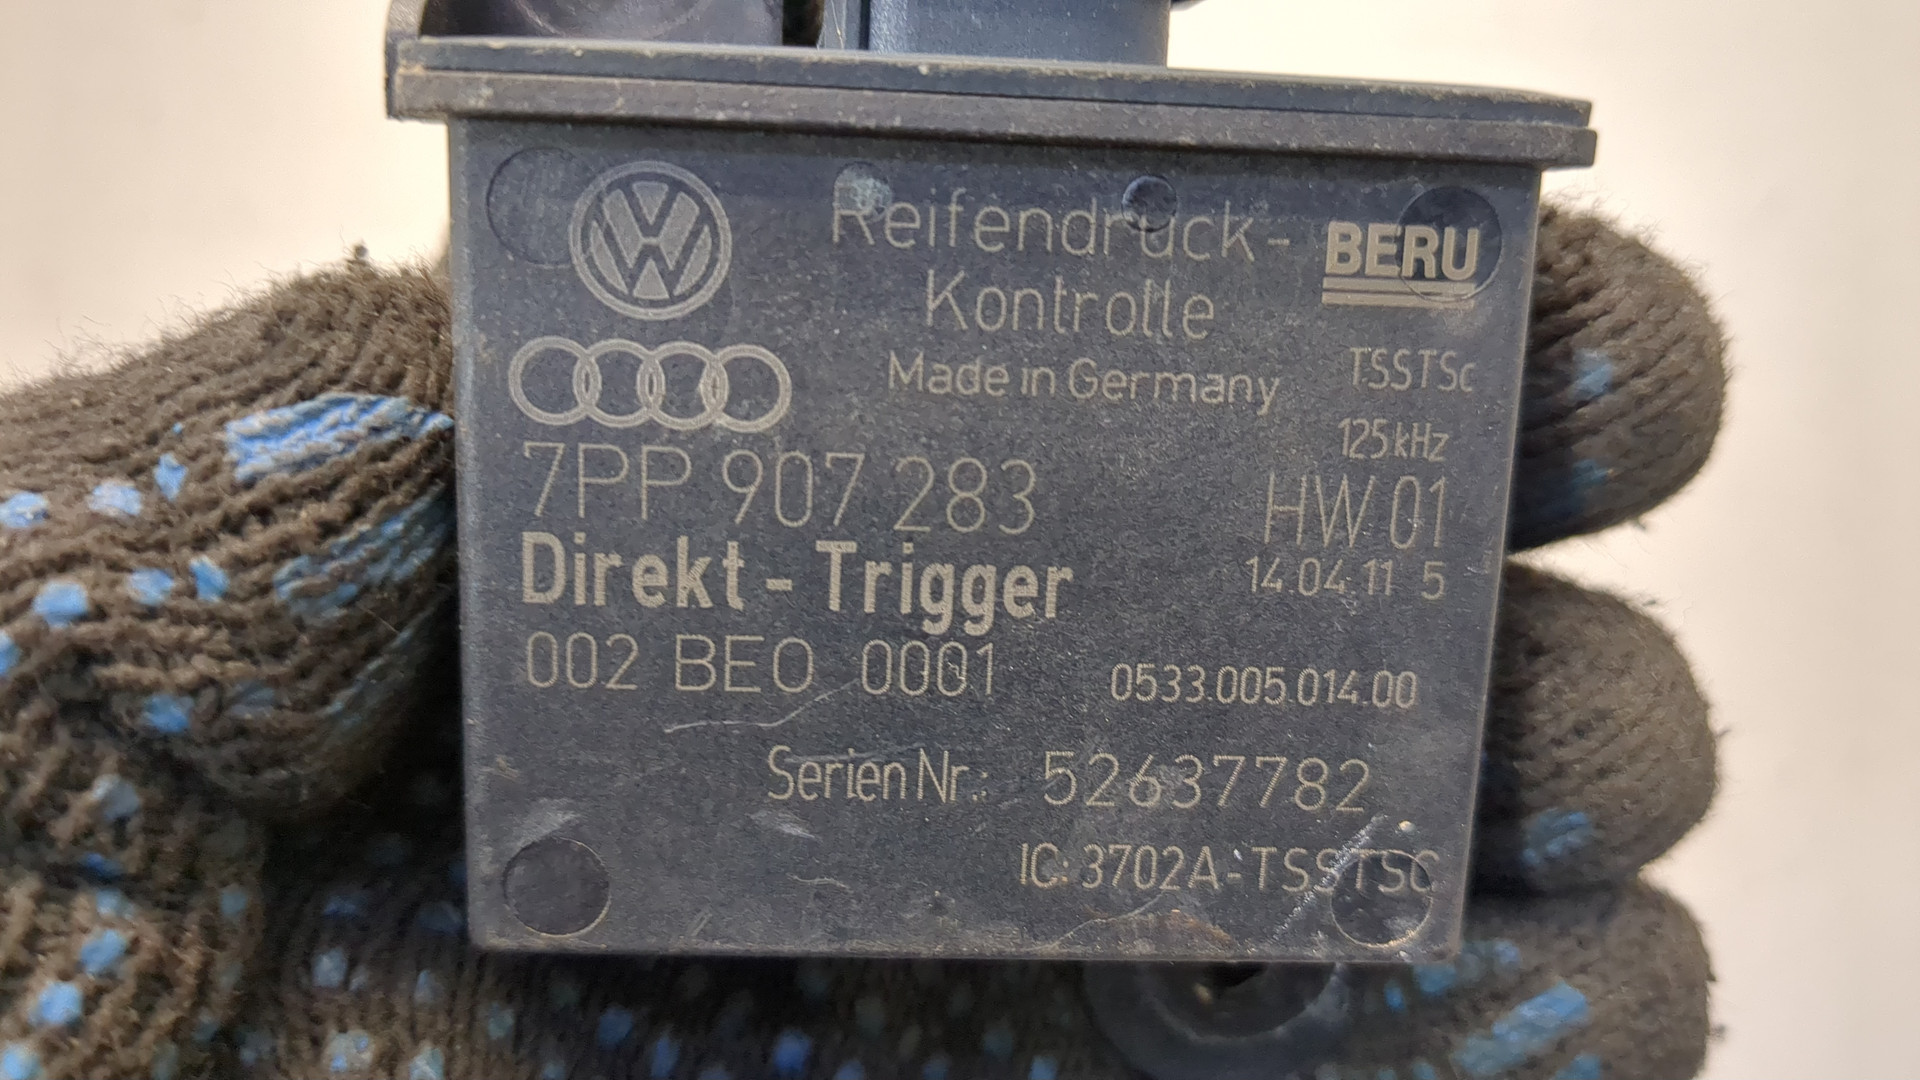 Reifendruck-
Kontrolle
BERU
Made in Germany
TSSTSc
125kHz
7PP 907 283
HW 01
Direkt-Trigger
14.04.11 5
002 BE0 0001
0533.005.014.00
Serien Nr.: 52637782
IC: 3702A-TSSTSC